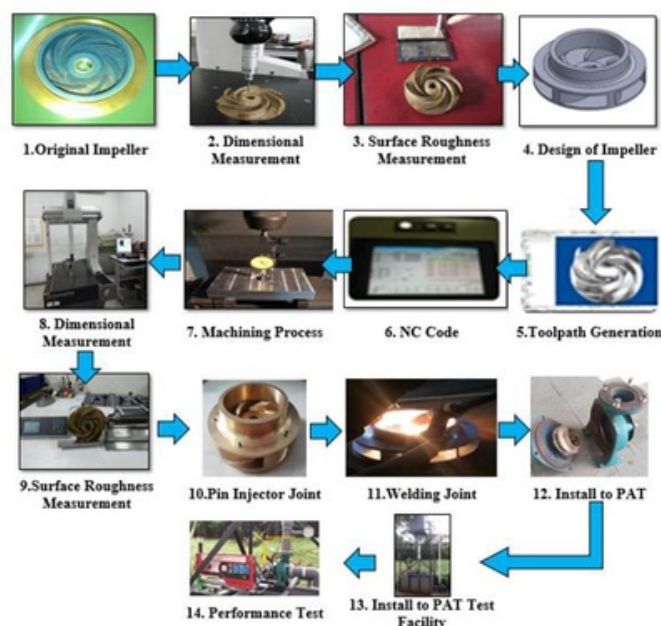 1.Original Impeller
2. Dimensional
Measurement
3. Surface Roughness
Measurement
4. Design of Impeller
5.Toolpath Generation
6. NC Code
7. Machining Process
8. Dimensional
Measurement
9.Surface Roughness
Measurement
10.Pin Injector Joint
11.Welding Joint
12. Install to PAT
13. Install to PAT Test
Facility
14. Performance Test